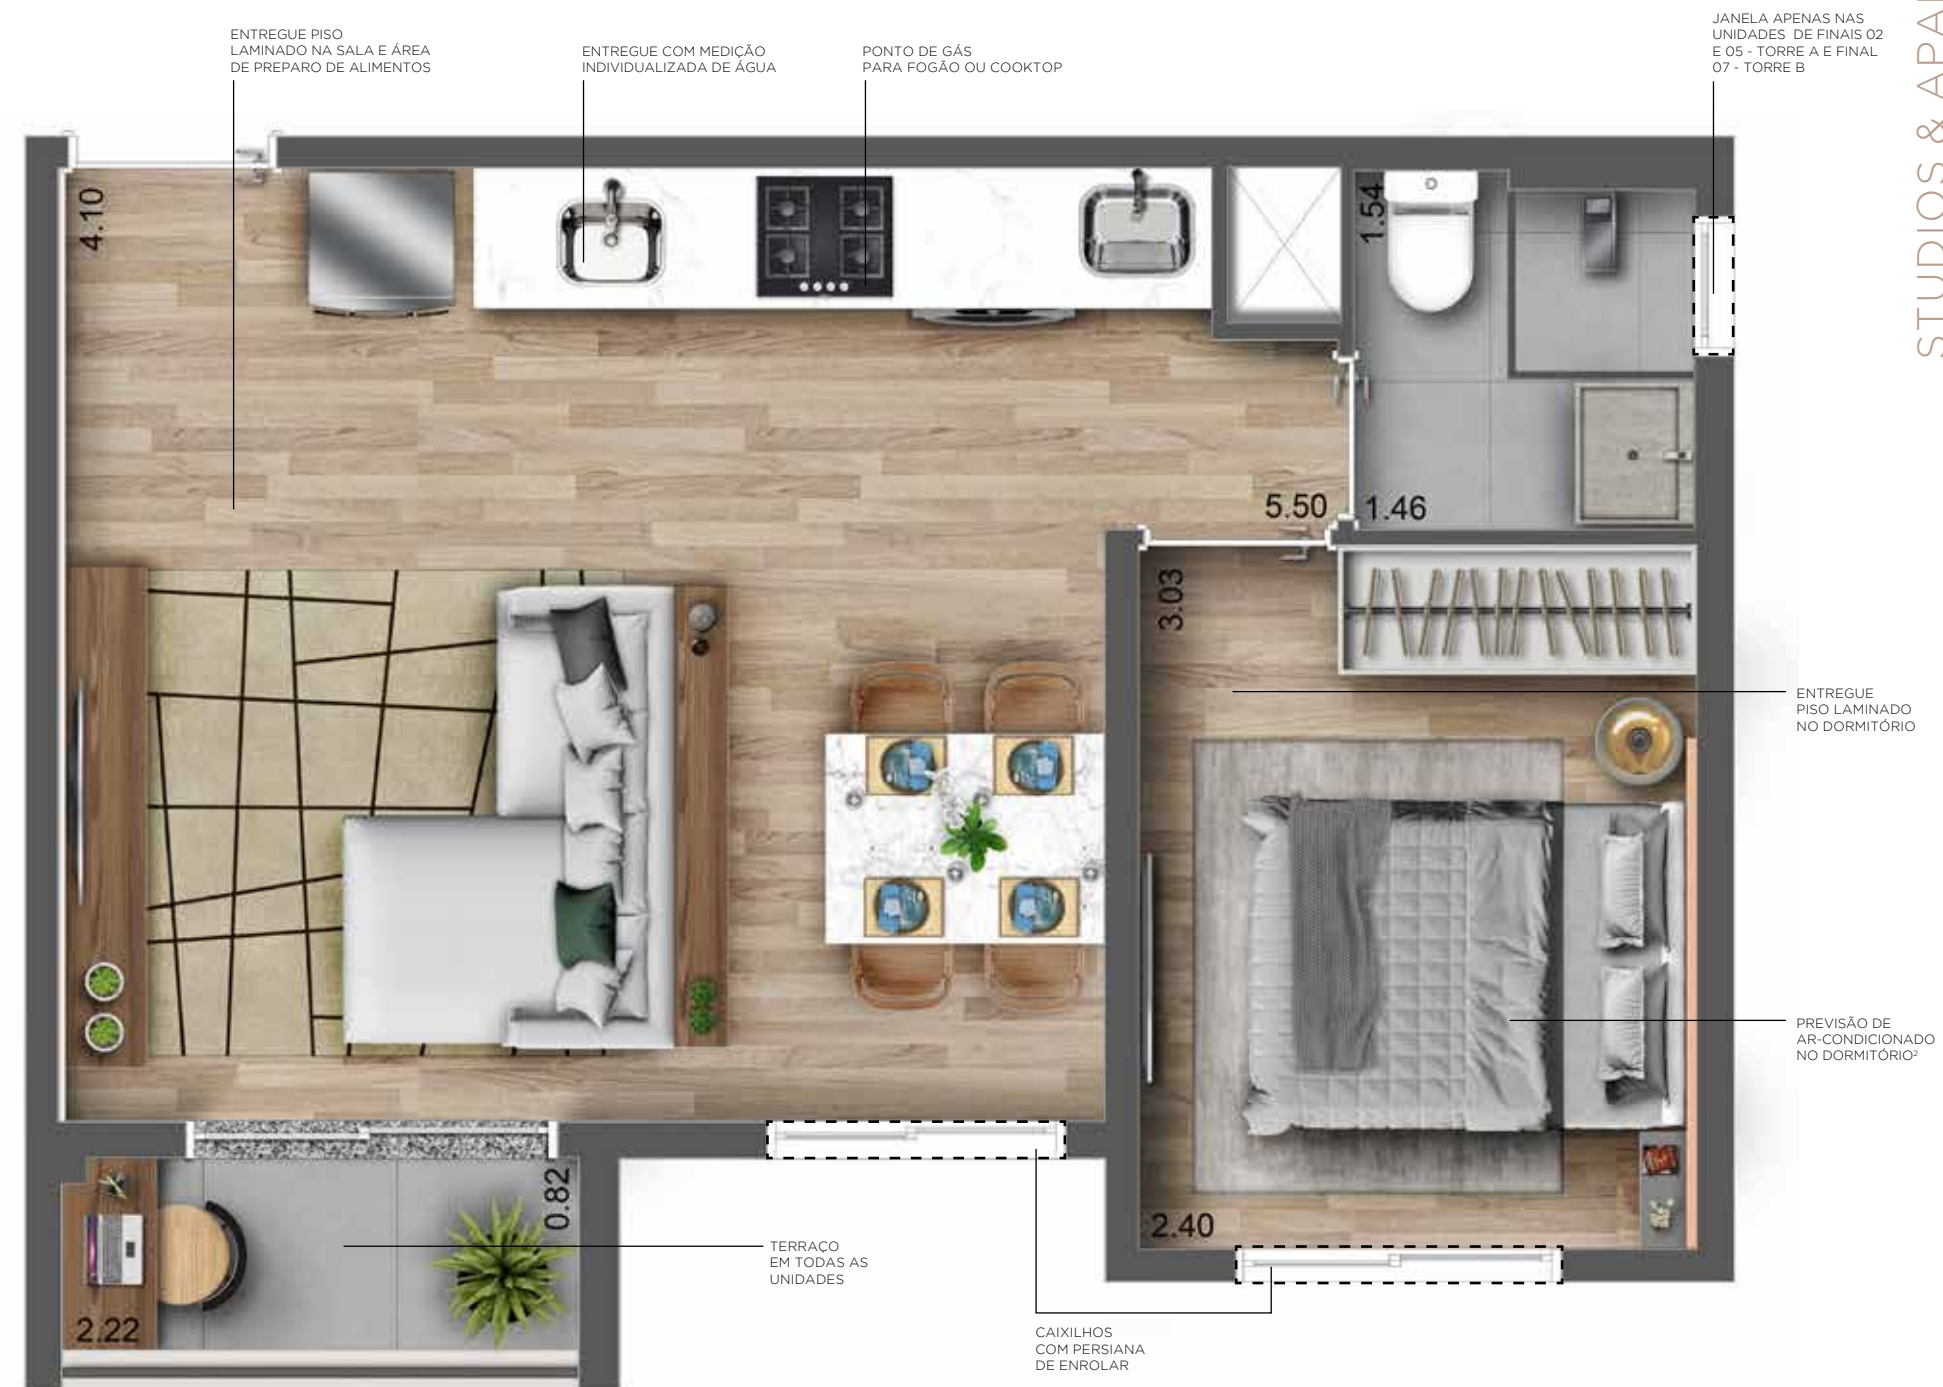 ENTREGUE PISO
LAMINADO NA SALA E ÁREA
DE PREPARO DE ALIMENTOS
ENTREGUE COM MEDIÇÃO
INDIVIDUALIZADA DE ÁGUA
PONTO DE GÁS
PARA FOGÃO OU COOKTOP
JANELA APENAS NAS
UNIDADES DE FINAIS 02
E 05 - TORRE A E FINAL
07 - TORRE B
STUDIOS &
4.10
1.54
5.50
1.46
3.03
ENTREGUE
PISO LAMINADO
NO DORMITÓRIO
PREVISÃO DE
AR-CONDICIONADO
NO DORMITÓRIO²
0.82
2.40
2.22
TERRAÇO
EM TODAS AS
UNIDADES
CAIXILHOS
COM PERSIANA
DE ENROLAR